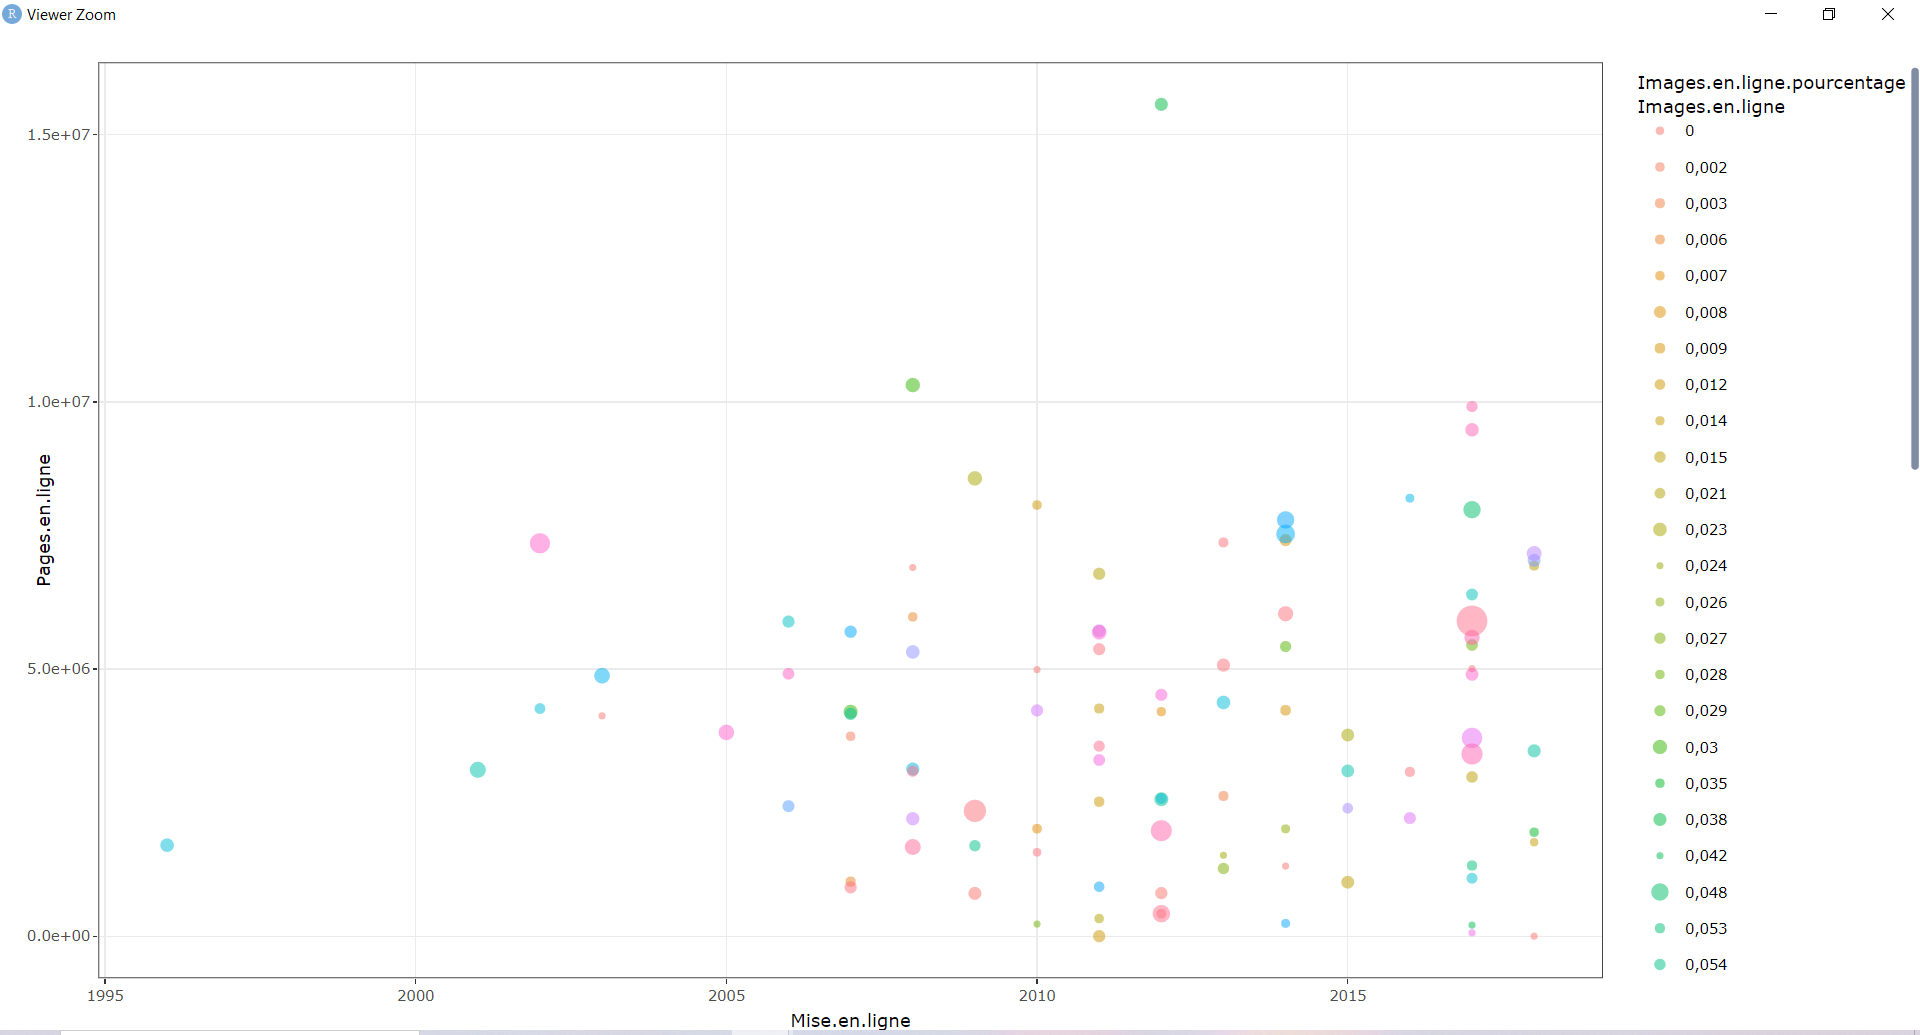 R Viewer Zoom
Images.en.ligne.pourcentage
Images.en.ligne
0
0,002
0,003
0,006
0,007
0,008
0,009
0,012
0,014
0,015
0,021
0,023
0,024
0,026
0,027
0,028
0,029
0,03
0,035
0,038
0,042
0,048
0,053
0,054
1.5e+07
1.0e+07
5.0e+06
0.0e+00
Pages.en.ligne
1995 2000 2005 2010 2015
Mise.en.ligne